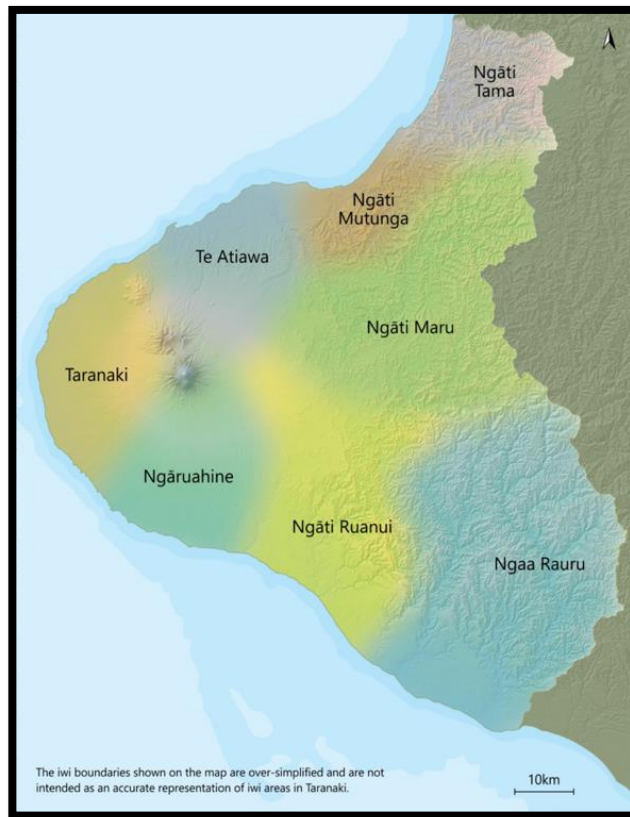 Ngāti
Tama
Ngāti
Mutunga
Te Atiawa
Ngāti Maru
Taranaki
Ngāruahine
Ngāti Ruanui
Ngaa Rauru
The iwi boundaries shown on the map are over-simplified and are not
intended as an accurate representation of iwi areas in Taranaki.
10km